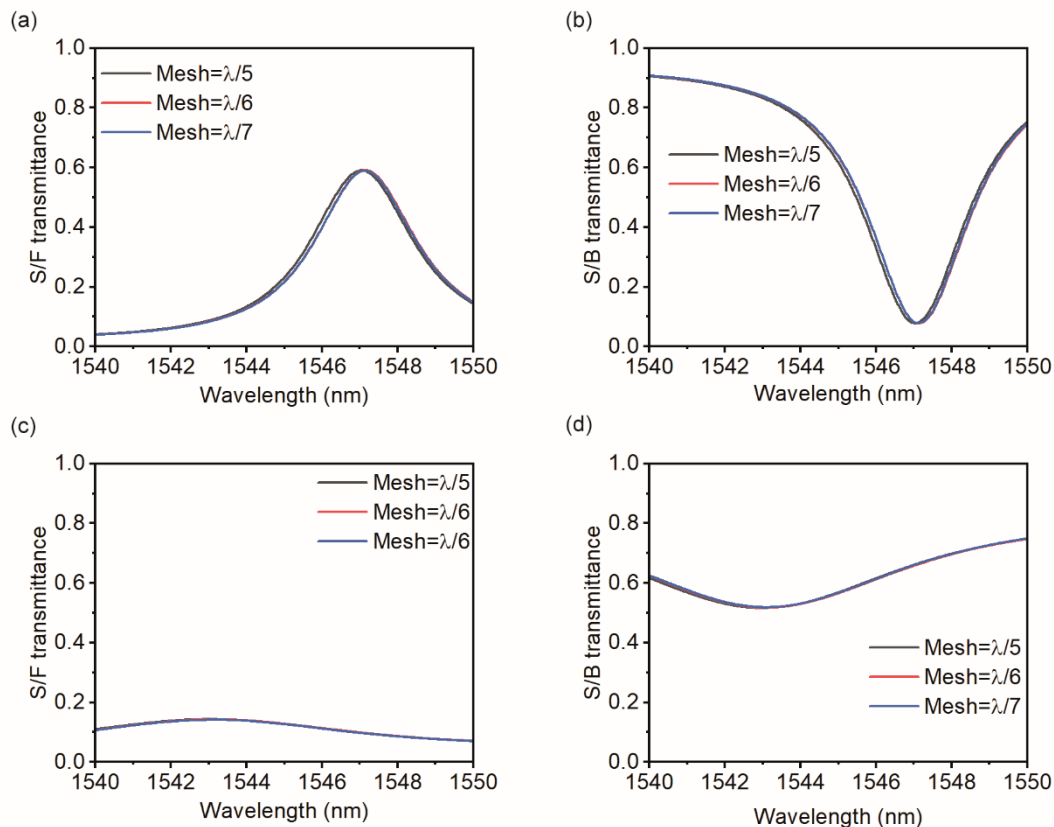 (a)
1.0
0.8
0.6
0.4
0.2
0.0
S/F transmittance
Mesh=λ/5
Mesh=λ/6
Mesh=λ/7
1540 1542 1544 1546 1548 1550
Wavelength (nm)
(b)
1.0
0.8
0.6
0.4
0.2
0.0
S/B transmittance
Mesh=λ/5
Mesh=λ/6
Mesh=λ/7
1540 1542 1544 1546 1548 1550
Wavelength (nm)
(c)
1.0
0.8
0.6
0.4
0.2
0.0
S/F transmittance
Mesh=λ/5
Mesh=λ/6
Mesh=λ/6
1540 1542 1544 1546 1548 1550
Wavelength (nm)
(d)
1.0
0.8
0.6
0.4
0.2
0.0
S/B transmittance
Mesh=λ/5
Mesh=λ/6
Mesh=λ/7
1540 1542 1544 1546 1548 1550
Wavelength (nm)